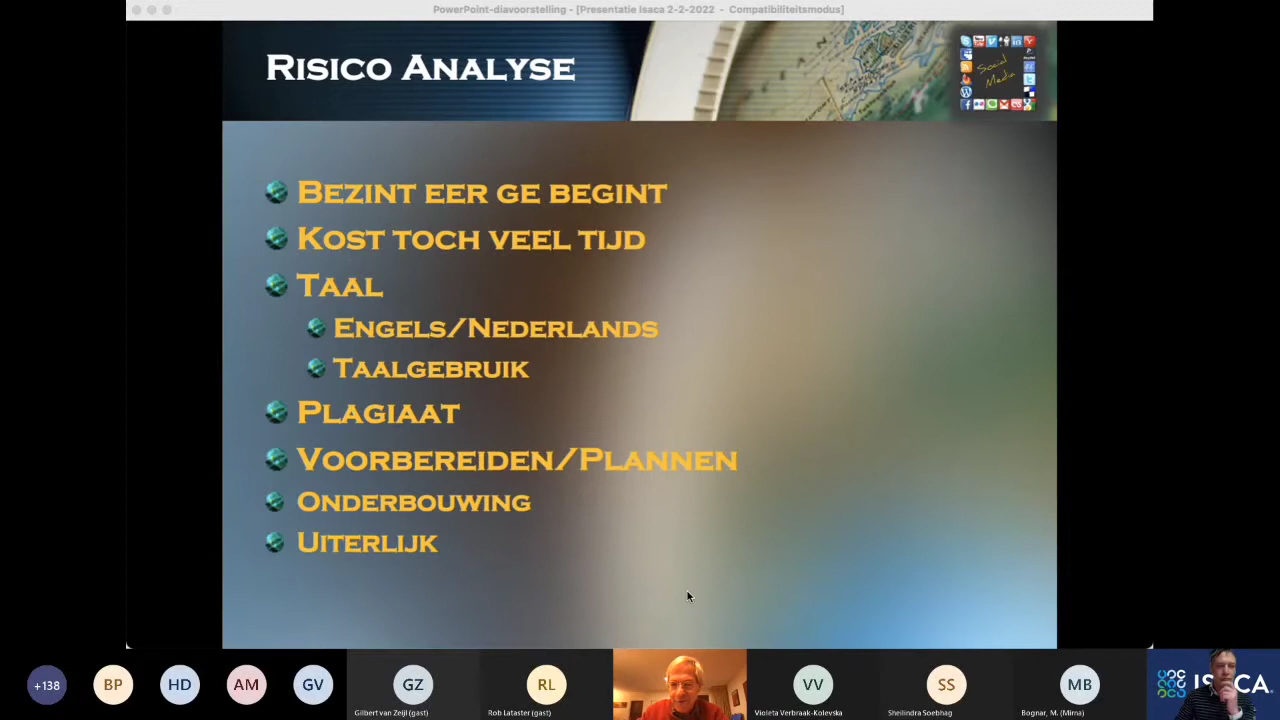 PowerPoint-diavoorstelling - [Presentatie Isaca 2-2-2022 - Compatibiliteitsmodus]
Risico Analyse
Social
Media
Bezint eer ge begint
Kost toch veel tijd
Taal
Engels/Nederlands
Taalgebruik
Plagiaat
Voorbereiden/Plannen
Onderbouwing
Uiterlijk
+138
BP
HD
AM
GV
GZ
RL
VV
SS
MB
Gilbert van Zeijl (gast)
Rob Lataster (gast)
Violeta Verbraak-Kolevska
Sheilindra Soebhag
Bognar, M. (Mirna)